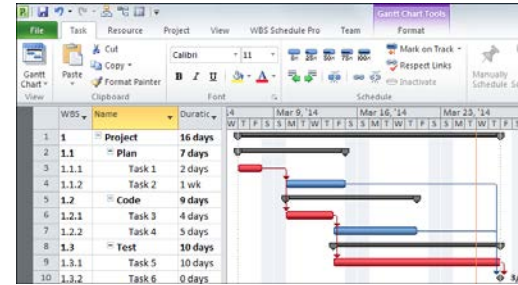 Gantt Chart Tools
File Task Resource Project View WBS Schedule Pro Team Format
Gantt Chart
Paste
Cut
Copy
Format Painter
Calibri 11
B I U A
0% 25% 50% 75% 100%
Mark on Track
Respect Links
Inactivate
Manually Schedule
View Clipboard Font Schedule
WBS Name Duratic Mar 9, '14 Mar 16, '14 Mar 23, '14
W T F S S M T W T F S S M T W T F S S M T W T F S
1 1 Project 16 days
2 1.1 Plan 7 days
3 1.1.1 Task 1 2 days
4 1.1.2 Task 2 1 wk
5 1.2 Code 9 days
6 1.2.1 Task 3 4 days
7 1.2.2 Task 4 5 days
8 1.3 Test 10 days
9 1.3.1 Task 5 10 days
10 1.3.2 Task 6 0 days